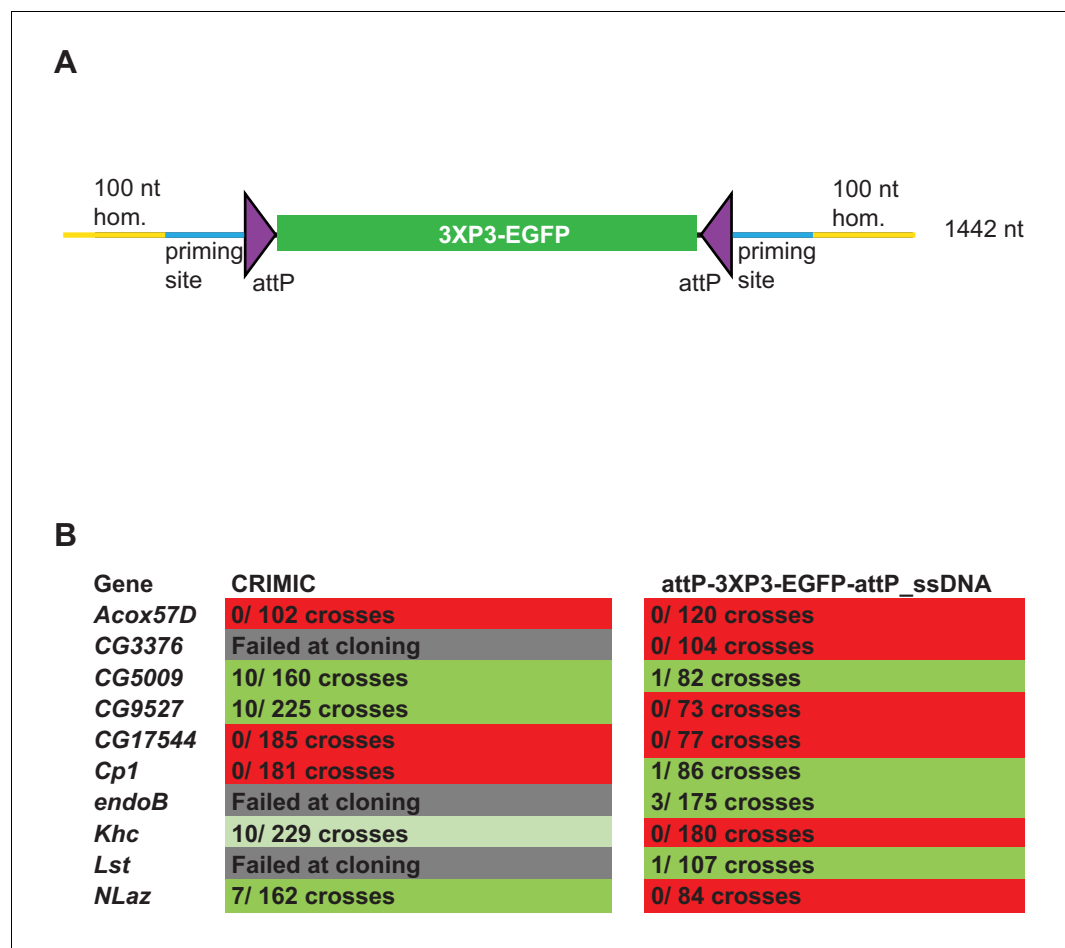 A
100 nt
hom.
priming
site
attP
3XP3-EGFP
attP
priming
site
100 nt
hom.
1442 nt
B
Gene CRIMIC attP-3XP3-EGFP-attP_ssDNA
Acox57D 0/ 102 crosses 0/ 120 crosses
CG3376 Failed at cloning 0/ 104 crosses
CG5009 10/ 160 crosses 1/ 82 crosses
CG9527 10/ 225 crosses 0/ 73 crosses
CG17544 0/ 185 crosses 0/ 77 crosses
Cp1 0/ 181 crosses 1/ 86 crosses
endoB Failed at cloning 3/ 175 crosses
Khc 10/ 229 crosses 0/ 180 crosses
Lst Failed at cloning 1/ 107 crosses
NLaz 7/ 162 crosses 0/ 84 crosses